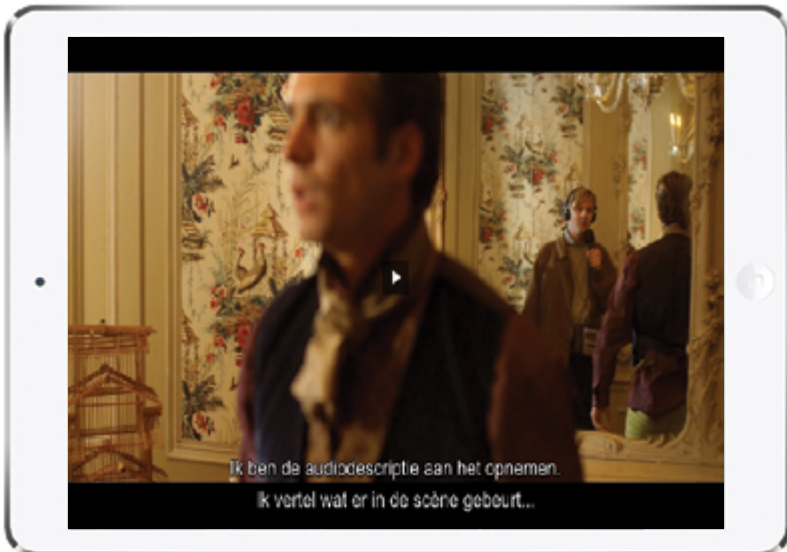 Ik ben de audiodescriptie aan het opnemen.
Ik vertel wat er in de scène gebeurt...